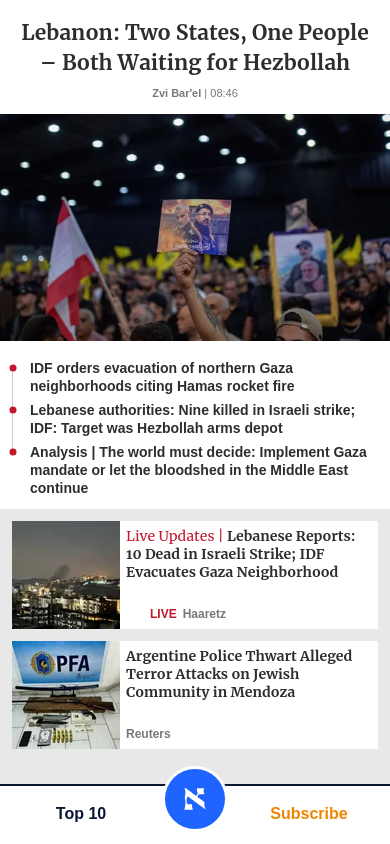 Lebanon: Two States, One People
– Both Waiting for Hezbollah
Zvi Bar'el | 08:46
IDF orders evacuation of northern Gaza
neighborhoods citing Hamas rocket fire
Lebanese authorities: Nine killed in Israeli strike;
IDF: Target was Hezbollah arms depot
Analysis | The world must decide: Implement Gaza
mandate or let the bloodshed in the Middle East
continue
Live Updates | Lebanese Reports:
10 Dead in Israeli Strike; IDF
Evacuates Gaza Neighborhood
LIVE Haaretz
PFA
Argentine Police Thwart Alleged
Terror Attacks on Jewish
Community in Mendoza
Reuters
Top 10
Subscribe